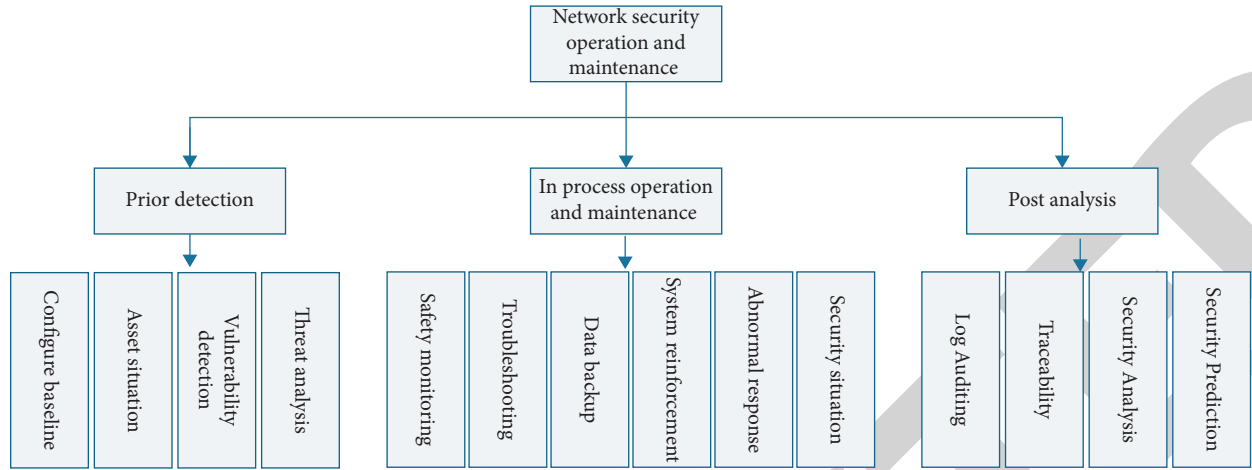 Network security
operation and
maintenance
Prior detection
In process operation
and maintenance
Post analysis
Configure baseline
Asset situation
Vulnerability
detection
Threat analysis
Safety monitoring
Troubleshooting
Data backup
System reinforcement
Abnormal response
Security situation
Log Auditing
Traceability
Security Analysis
Security Prediction